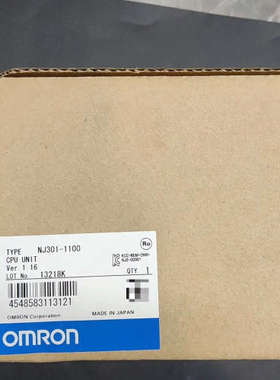 TYPE NJ301-1100
CPU UNIT
Ver 1.16
LOT No. 13218K QTY 1
4548583113121
OMRON Corporation MADE IN JAPAN
OMRON